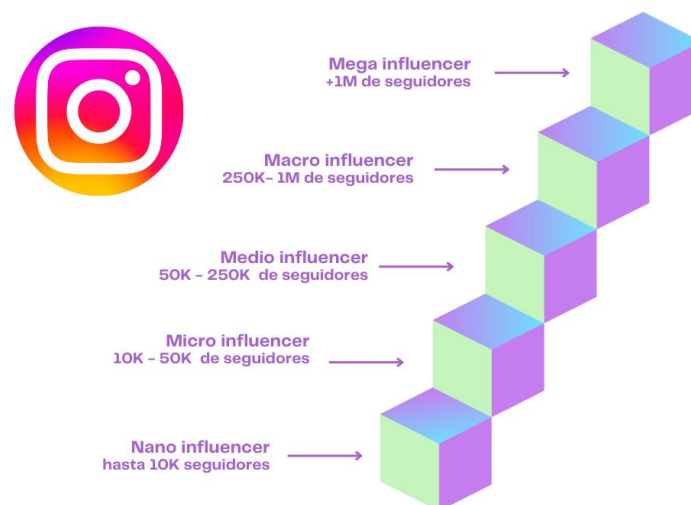 Mega influencer
+1M de seguidores
Macro influencer
250K– 1M de seguidores
Medio influencer
50K – 250K de seguidores
Micro influencer
10K – 50K de seguidores
Nano influencer
hasta 10K seguidores